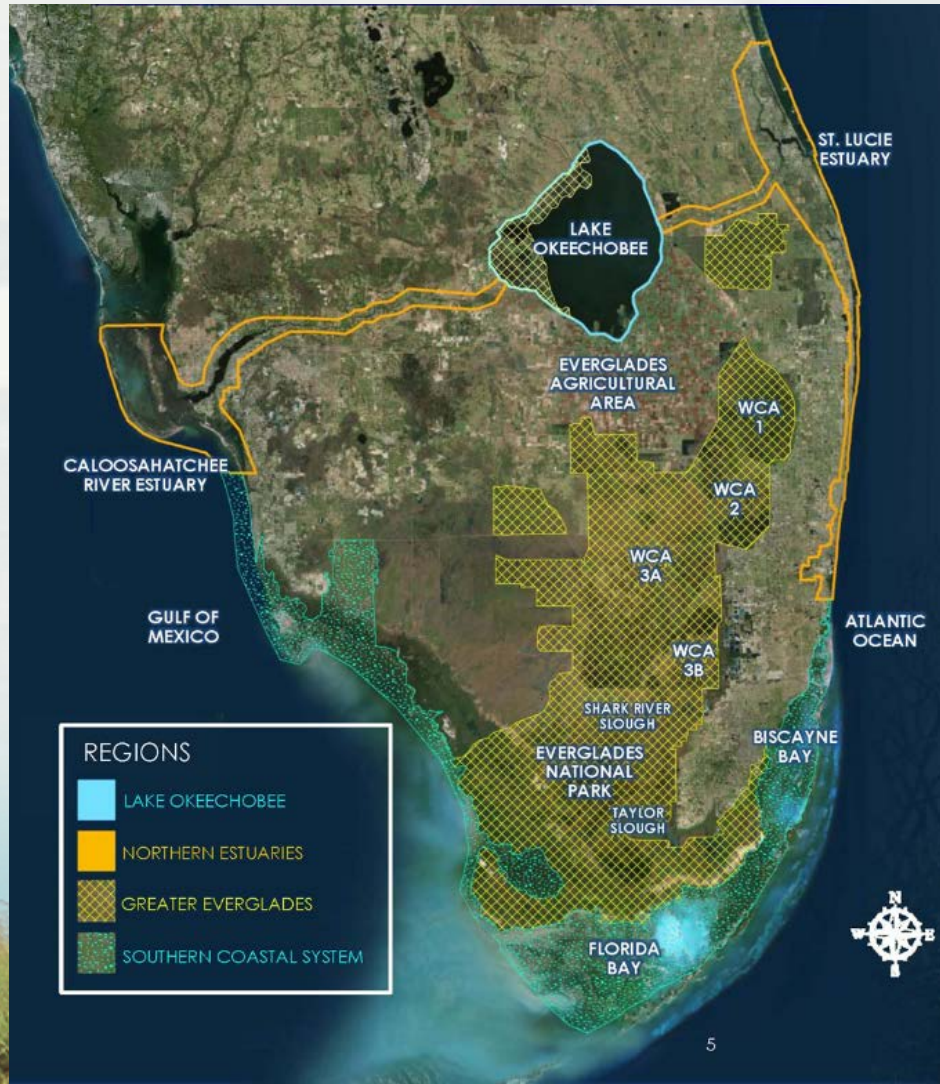 ST. LUCIE
ESTUARY
LAKE
OKEECHOBEE
EVERGLADES
AGRICULTURAL
AREA
WCA
1
CALOOSAHATCHEE
RIVER ESTUARY
WCA
2
WCA
3A
GULF OF
MEXICO
ATLANTIC
OCEAN
WCA
3B
SHARK RIVER
SLOUGH
BISCAYNE
BAY
EVERGLADES
NATIONAL
PARK
TAYLOR
SLOUGH
REGIONS
LAKE OKEECHOBEE
NORTHERN ESTUARIES
GREATER EVERGLADES
SOUTHERN COASTAL SYSTEM
FLORIDA
BAY
N
W E
S
5